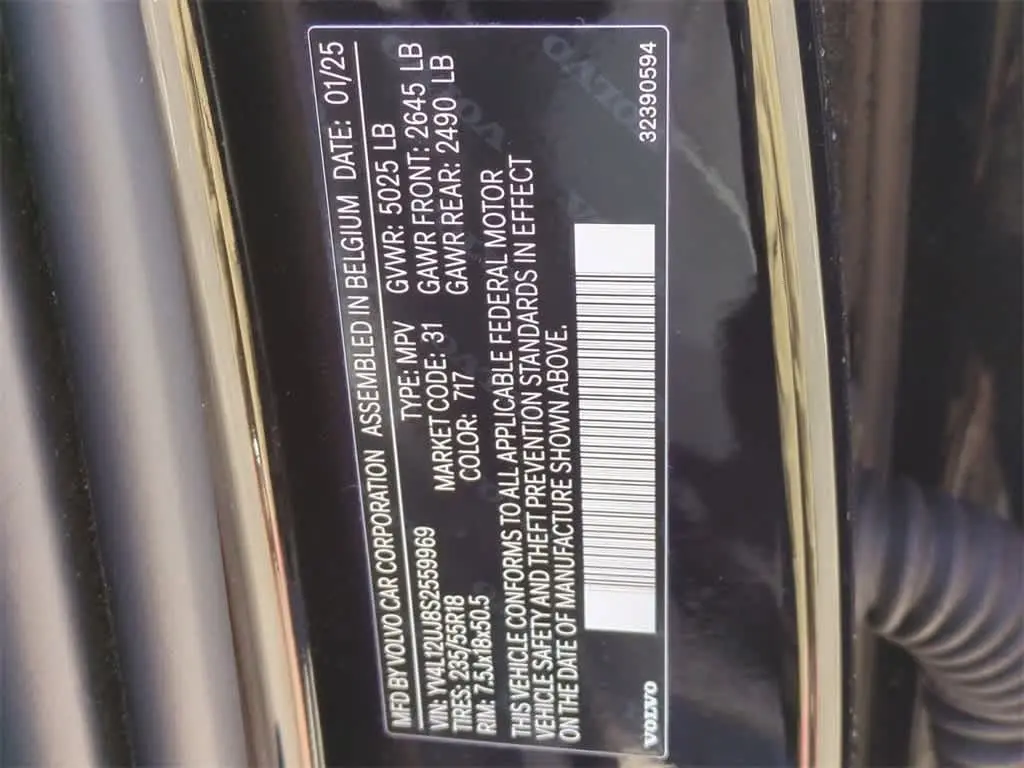 MFD BY VOLVO CAR CORPORATION ASSEMBLED IN BELGIUM DATE: 01/25
VIN: YV4L12UJ8S2559969 TYPE: MPV GVWR: 5025 LB
TIRES: 235/55R18 MARKET CODE: 31 GAWR FRONT: 2645 LB
RIM: 7.5Jx18x50.5 COLOR: 717 GAWR REAR: 2490 LB
THIS VEHICLE CONFORMS TO ALL APPLICABLE FEDERAL MOTOR
VEHICLE SAFETY AND THEFT PREVENTION STANDARDS IN EFFECT
ON THE DATE OF MANUFACTURE SHOWN ABOVE.
VOLVO 32390594